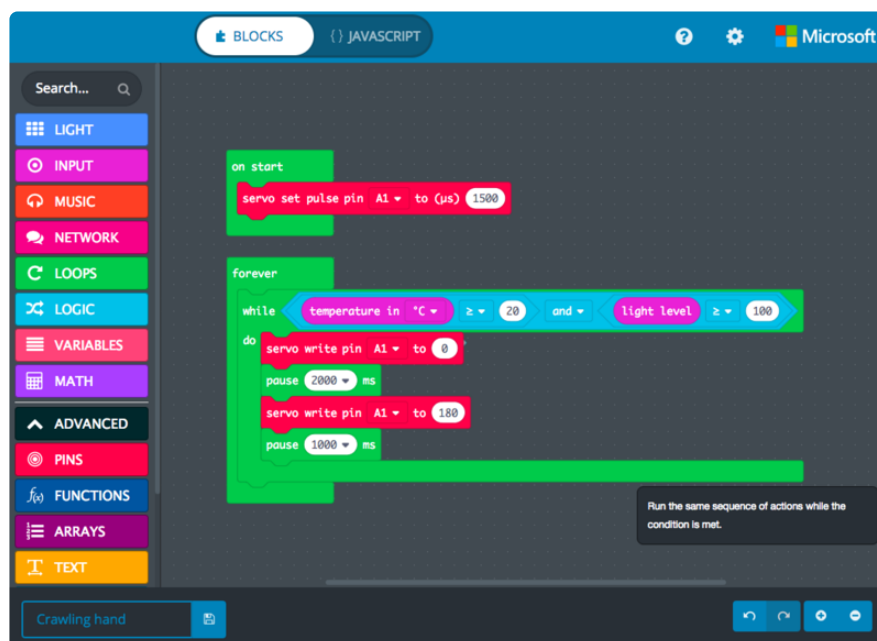 BLOCKS
{ } JAVASCRIPT
?
Microsoft
Search...
LIGHT
INPUT
MUSIC
NETWORK
LOOPS
LOGIC
VARIABLES
MATH
ADVANCED
PINS
f(x) FUNCTIONS
ARRAYS
T TEXT
on start
servo set pulse pin A1 to (µs) 1500
forever
while temperature in °C ≥ 20 and light level ≥ 100
do servo write pin A1 to 0
pause 2000 ms
servo write pin A1 to 180
pause 1000 ms
Run the same sequence of actions while the
condition is met.
Crawling hand